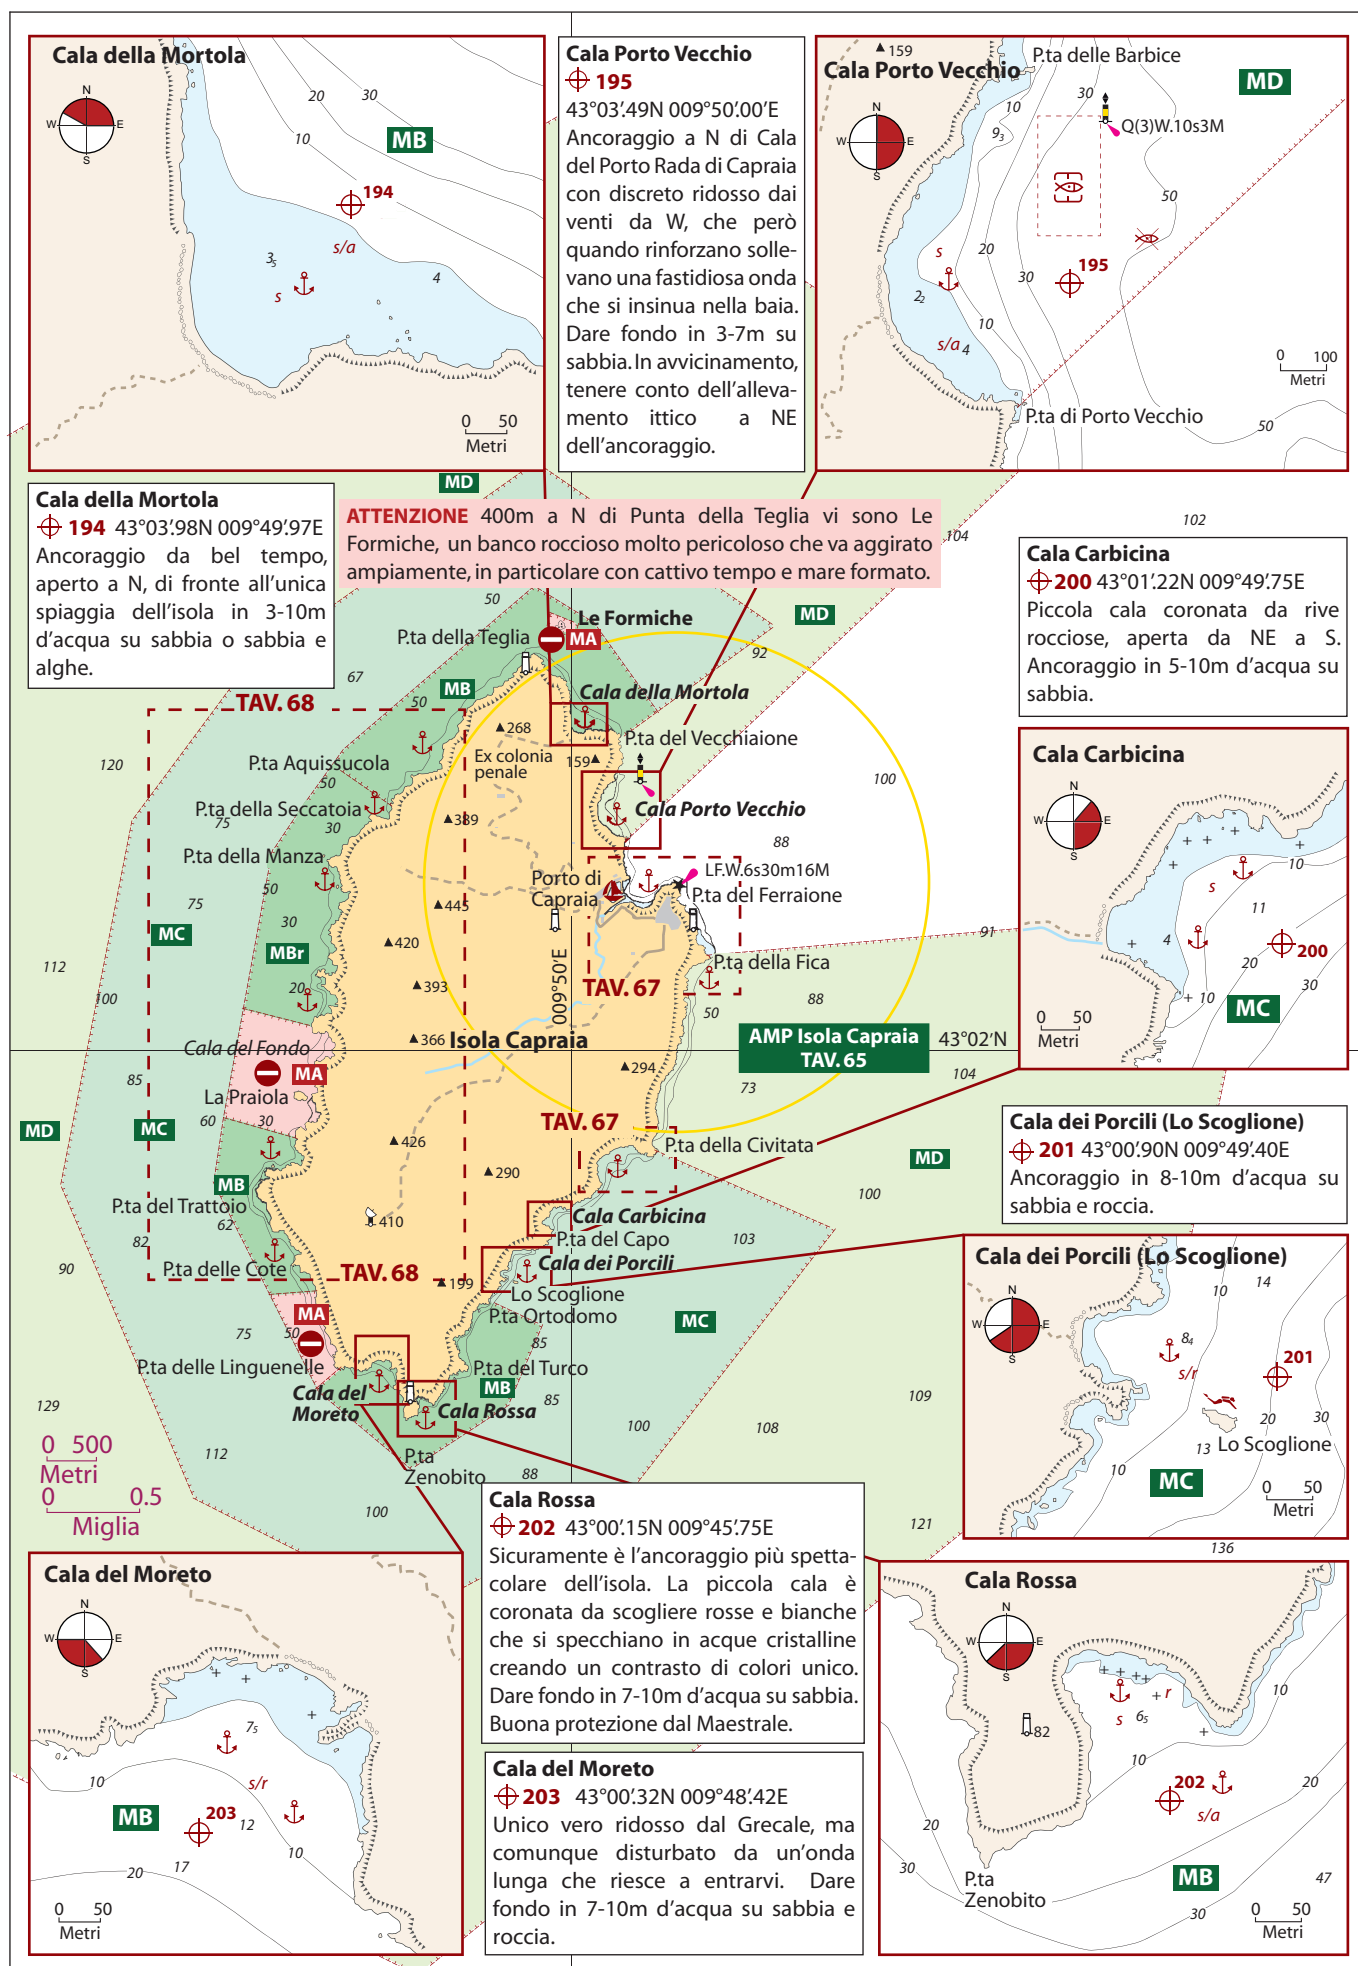 Cala della Mortola
N
W
E
S
20
30
10
MB
194
s/a
3₅
s
4
0 50
Metri
Cala Porto Vecchio
195
43°03'.49N 009°50'.00'E
Ancoraggio a N di Cala
del Porto Rada di Capraia
con discreto ridosso dai
venti da W, che però
quando rinforzano solle-
vano una fastidiosa onda
che si insinua nella baia.
Dare fondo in 3-7m su
sabbia. In avvicinamento,
tenere conto dell'alleva-
mento ittico a NE
dell'ancoraggio.
159
P.ta delle Barbice
Cala Porto Vecchio
MD
10
30
9₃
Q(3)W.10s3M
N
W
E
S
50
s
20
30
195
2₂
10
s/a 4
0 100
Metri
P.ta di Porto Vecchio
50
Cala della Mortola
194 43°03'.98N 009°49'.97E
Ancoraggio da bel tempo,
aperto a N, di fronte all'unica
spiaggia dell'isola in 3-10m
d'acqua su sabbia o sabbia e
alghe.
MD
ATTENZIONE 400m a N di Punta della Teglia vi sono Le
Formiche, un banco roccioso molto pericoloso che va aggirato
ampiamente, in particolare con cattivo tempo e mare formato.
104
102
Cala Carbicina
200 43°01'.22N 009°49'.75E
Piccola cala coronata da rive
rocciose, aperta da NE a S.
Ancoraggio in 5-10m d'acqua su
sabbia.
50
MD
Le Formiche
P.ta della Teglia
MA
92
67
MB
50
Cala della Mortola
TAV. 68
268
P.ta del Vecchiaione
Ex colonia
penale
159
120
P.ta Aquissucola
50
100
P.ta della Seccatoia
75
30
389
Cala Porto Vecchio
88
P.ta della Manza
50
75
LF.W.6s30m16M
Porto di
Capraia
P.ta del Ferraione
445
30
MC
420
91
MBr
112
P.ta della Fica
20
393
TAV. 67
88
100
50
009°50'E
366
Isola Capraia
AMP Isola Capraia
TAV. 65
43°02'N
Cala del Fondo
MA
294
104
85
La Praiola
73
60
30
MD
MC
TAV. 67
426
P.ta della Civitata
MD
MB
290
100
P.ta del Trattoio
62
410
Cala Carbicina
P.ta del Capo
103
82
90
P.ta delle Cote
TAV. 68
199
Cala dei Porcili
Lo Scoglione
P.ta Ortodomo
MA
75
50
MC
85
P.ta delle Linguenelle
P.ta del Turco
MB
Cala del
Moreto
Cala Rossa
85
109
129
100
108
112
P.ta
Zenobito
88
0 500
Metri
0 0.5
Miglia
100
121
136
Cala Carbicina
N
W
E
S
10
s
11
4
200
20
10
30
MC
0 50
Metri
Cala dei Porcili (Lo Scoglione)
201 43°00'.90N 009°49'.40E
Ancoraggio in 8-10m d'acqua su
sabbia e roccia.
Cala dei Porcili (Lo Scoglione)
10
14
N
W
E
S
8₄
s/r
201
20
30
Lo Scoglione
13
10
MC
0 50
Metri
Cala Rossa
202 43°00'.15N 009°45'.75E
Sicuramente è l'ancoraggio più spetta-
colare dell'isola. La piccola cala è
coronata da scogliere rosse e bianche
che si specchiano in acque cristalline
creando un contrasto di colori unico.
Dare fondo in 7-10m d'acqua su sabbia.
Buona protezione dal Maestrale.
Cala del Moreto
203 43°00'.32N 009°48'.42E
Unico vero ridosso dal Grecale, ma
comunque disturbato da un'onda
lunga che riesce a entrarvi. Dare
fondo in 7-10m d'acqua su sabbia e
roccia.
Cala del Moreto
N
W
E
S
7₅
10
s/r
MB
203
12
10
17
20
0 50
Metri
Cala Rossa
N
W
E
S
10
r
s
6₅
82
10
202
20
s/a
20
30
P.ta
Zenobito
MB
47
30
0 50
Metri